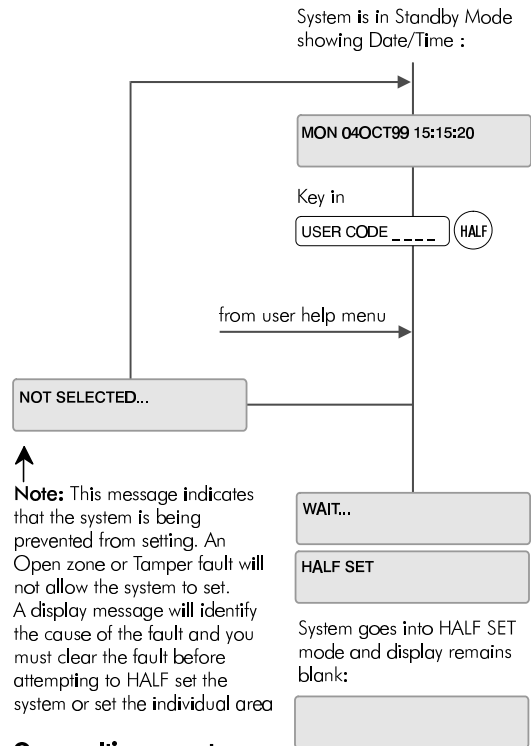 System is in Standby Mode
showing Date/Time :
MON 04OCT99 15:15:20
Key in
USER CODE _ _ _ _ HALF
from user help menu
NOT SELECTED...
Note: This message indicates
that the system is being
prevented from setting. An
Open zone or Tamper fault will
not allow the system to set.
A display message will identify
the cause of the fault and you
must clear the fault before
attempting to HALF set the
system or set the individual area
WAIT...
HALF SET
System goes into HALF SET
mode and display remains
blank: